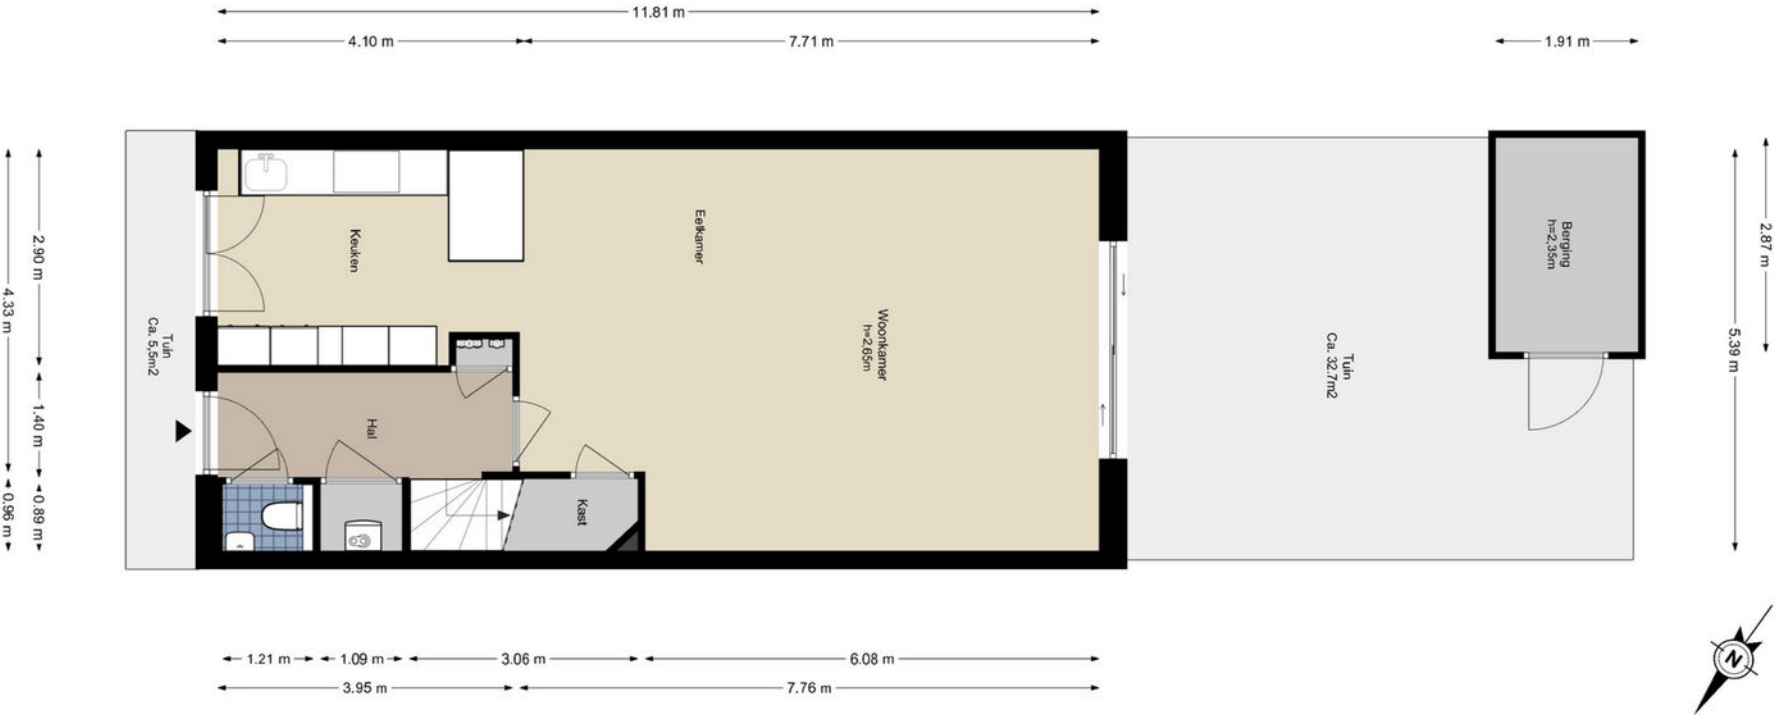 11.81 m
4.10 m
7.71 m
1.91 m
2.90 m
4.33 m
1.40 m
0.89 m
0.96 m
2.87 m
5.39 m
Tuin
Ca. 5,5m2
Keuken
Eetkamer
Woonkamer
h=2,65m
Hal
Kast
Tuin
Ca. 32.7m2
Berging
h=2,35m
1.21 m
1.09 m
3.06 m
6.08 m
3.95 m
7.76 m
N